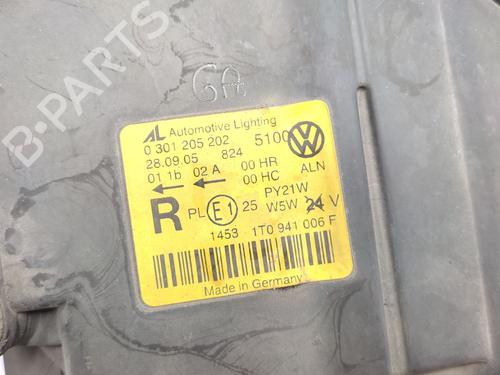 B-PARTS
GA
AL Automotive Lighting
0 301 205 202 5100
28.09.05 824
01 1b 02 A 00 HR ALN
00 HC
R PL E1 25 PY21W
W5W 24 V
1453 1T0 941 006 F
Made in Germany